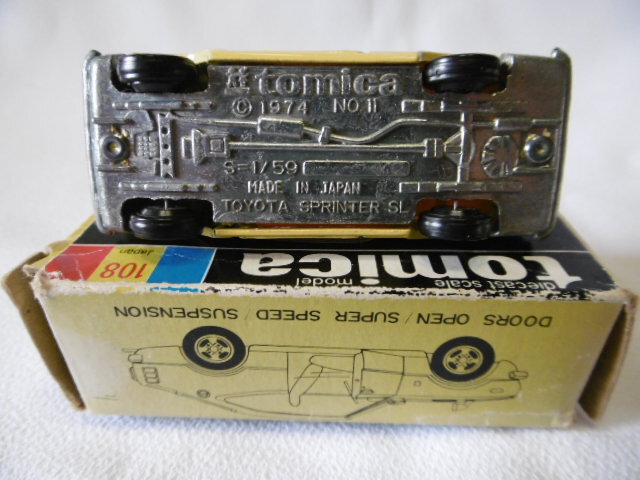 tomica
© 1974 NO. 11
S=1/59
MADE IN JAPAN
TOYOTA SPRINTER SL
108
Japan
tomica
diecast scale model
DOORS OPEN / SUPER SPEED / SUSPENSION